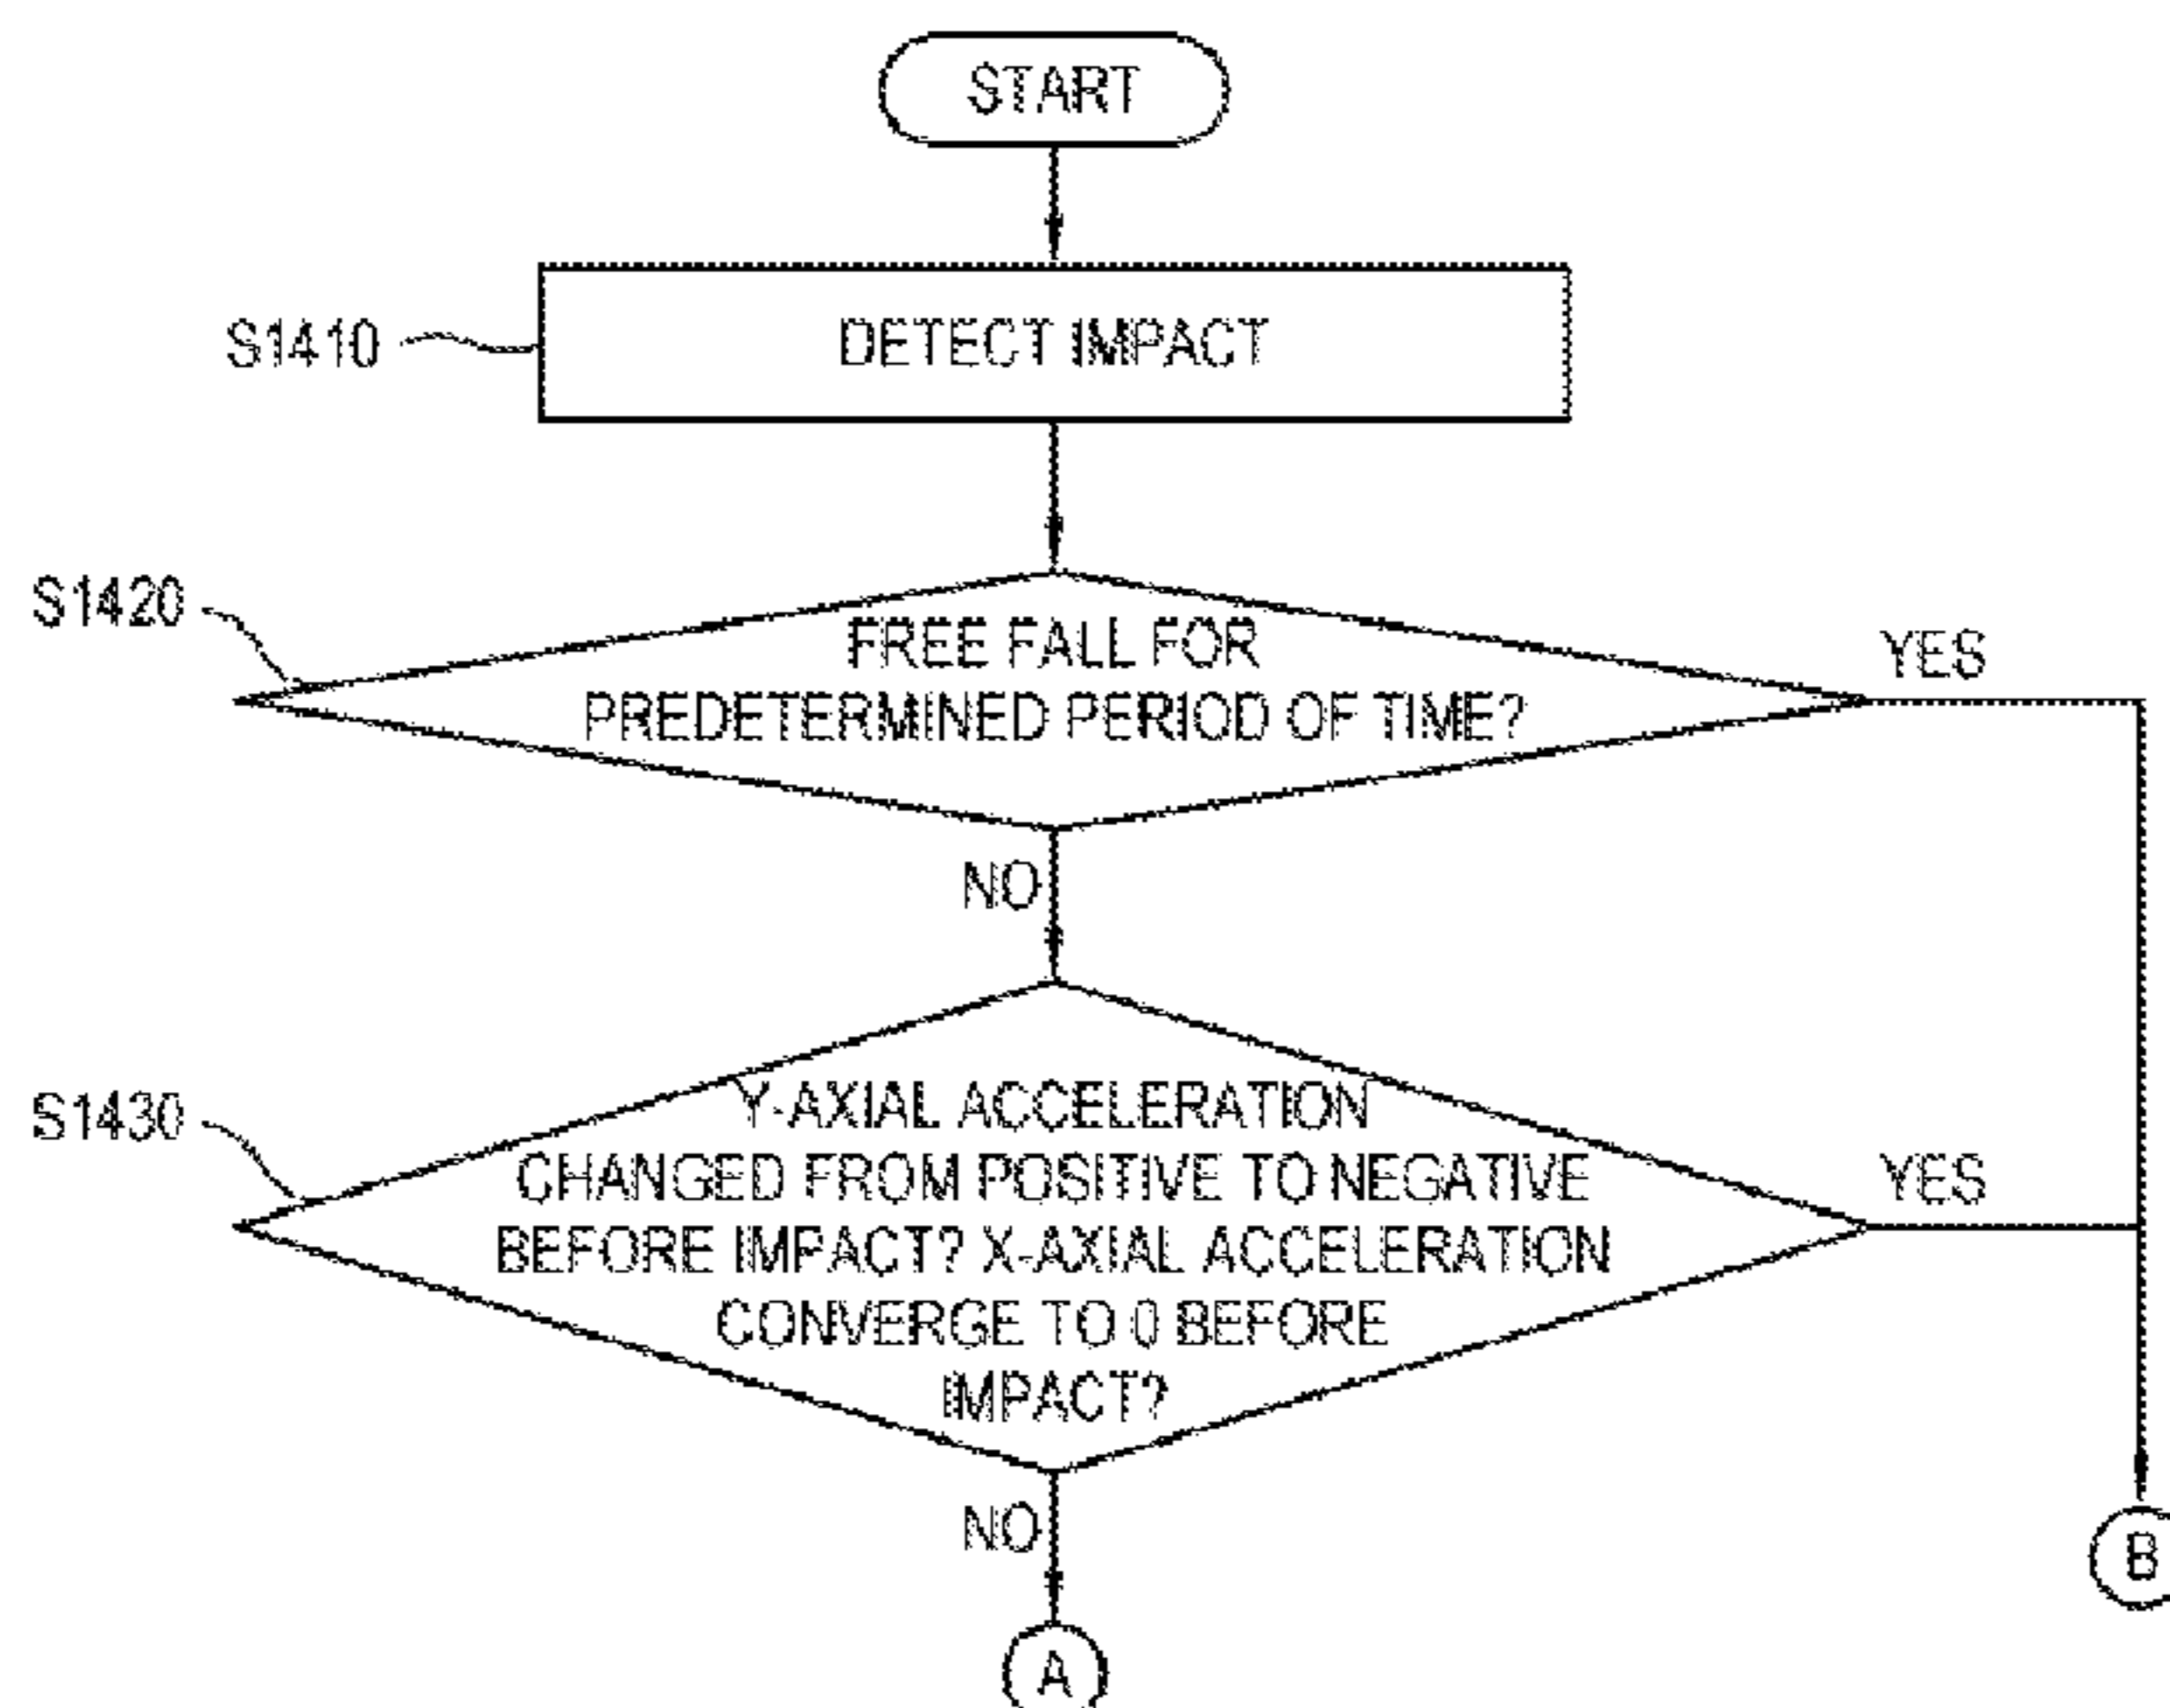 START
S1410
DETECT IMPACT
S1420
FREE FALL FOR
PREDETERMINED PERIOD OF TIME?
YES
NO
S1430
Y-AXIAL ACCELERATION
CHANGED FROM POSITIVE TO NEGATIVE
BEFORE IMPACT? X-AXIAL ACCELERATION
CONVERGE TO 0 BEFORE
IMPACT?
YES
NO
B
A